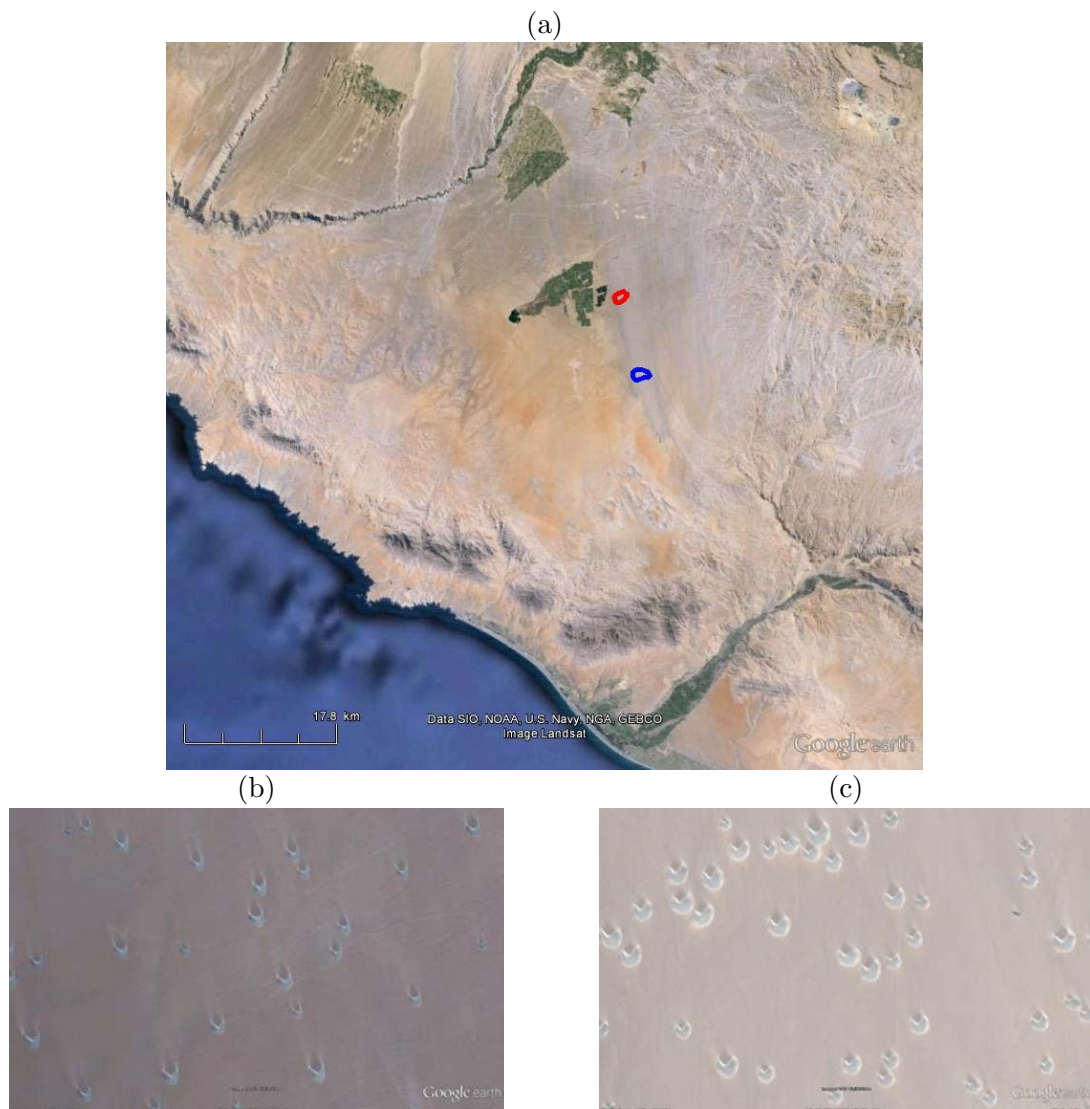 (a)
17.8 km
Data SIO, NOAA, U.S. Navy, NGA, GEBCO
Image Landsat
Google earth
(b)
(c)
Google earth
Google earth